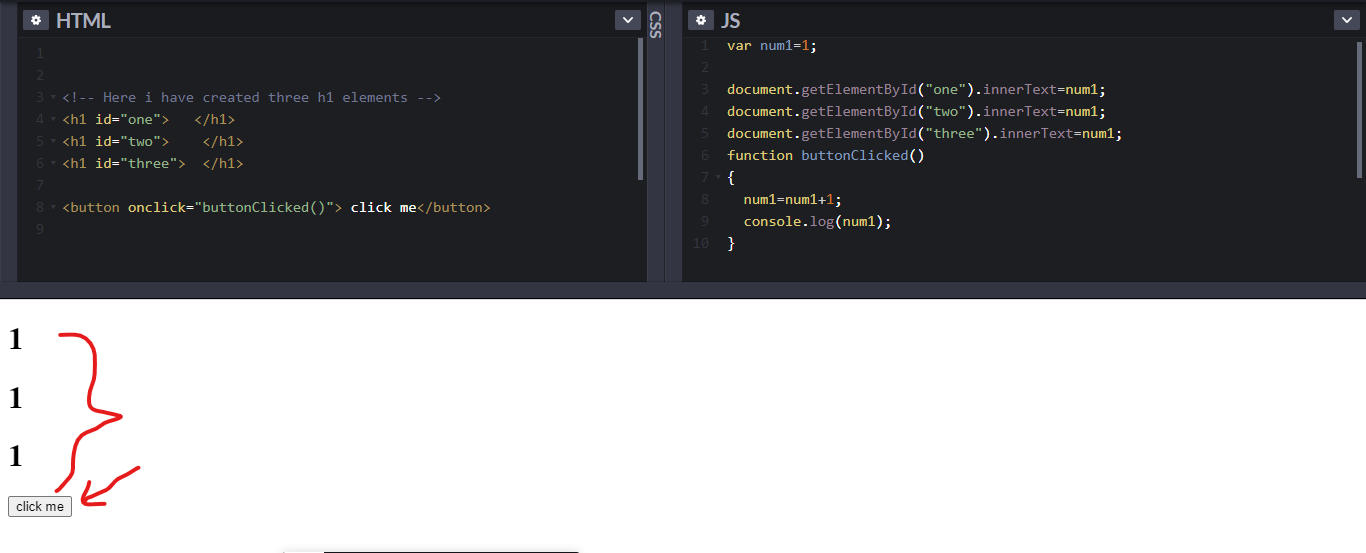 HTML
1
2
3 <!-- Here i have created three h1 elements -->
4 <h1 id="one">   </h1>
5 <h1 id="two">    </h1>
6 <h1 id="three">  </h1>
7
8 <button onclick="buttonClicked()"> click me</button>
9
CSS
JS
1 var num1=1;
2
3 document.getElementById("one").innerText=num1;
4 document.getElementById("two").innerText=num1;
5 document.getElementById("three").innerText=num1;
6 function buttonClicked()
7 {
8   num1=num1+1;
9   console.log(num1);
10 }
1
1
1
click me